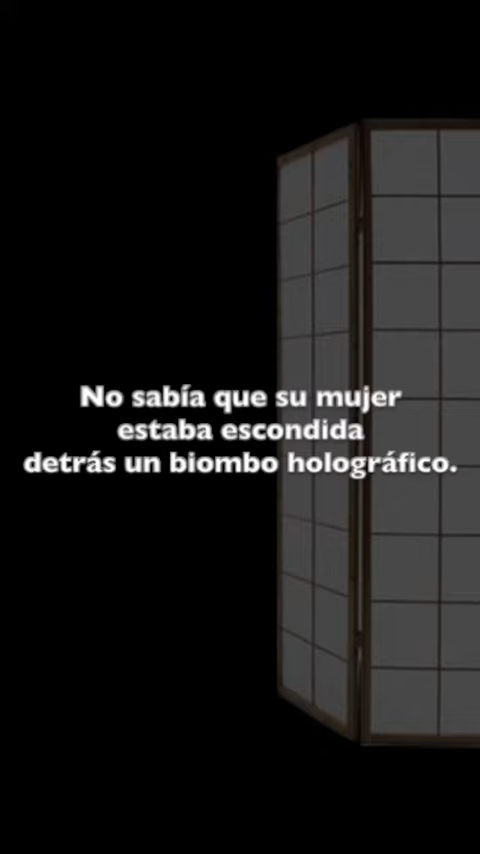 No sabía que su mujer
estaba escondida
detrás un biombo holográfico.